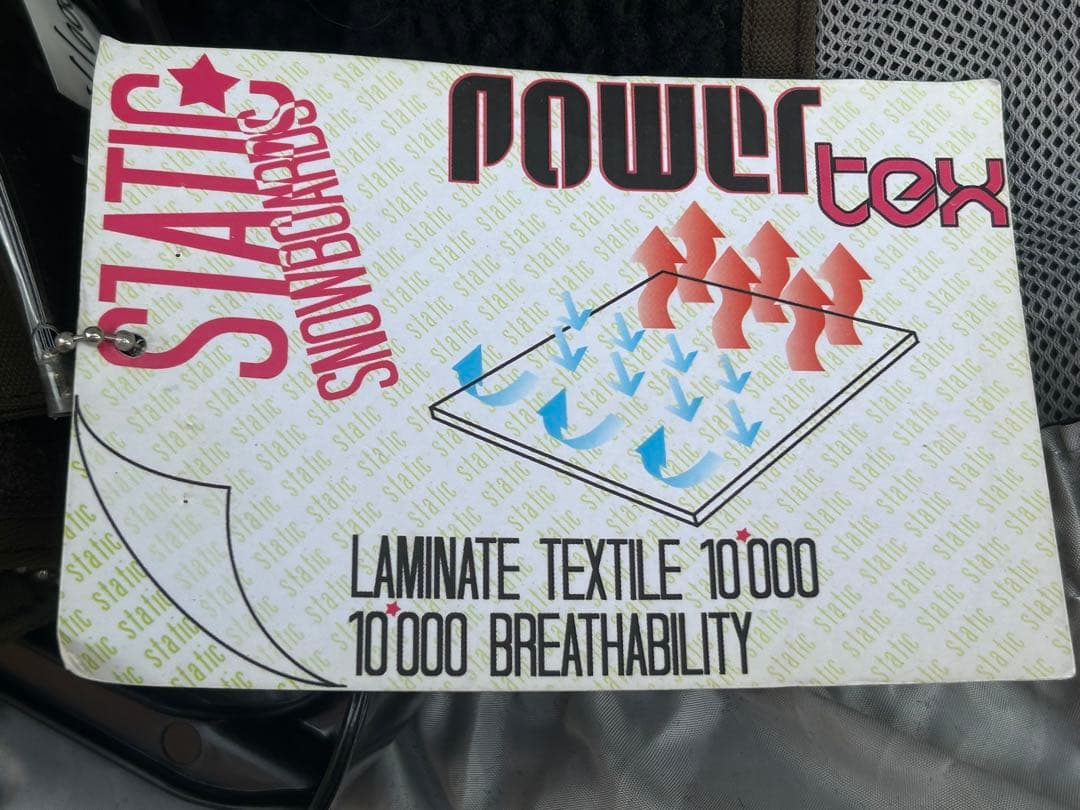 STATIC
SNOWBOARDS
POWER
tex
LAMINATE TEXTILE 10'000
10'000 BREATHABILITY